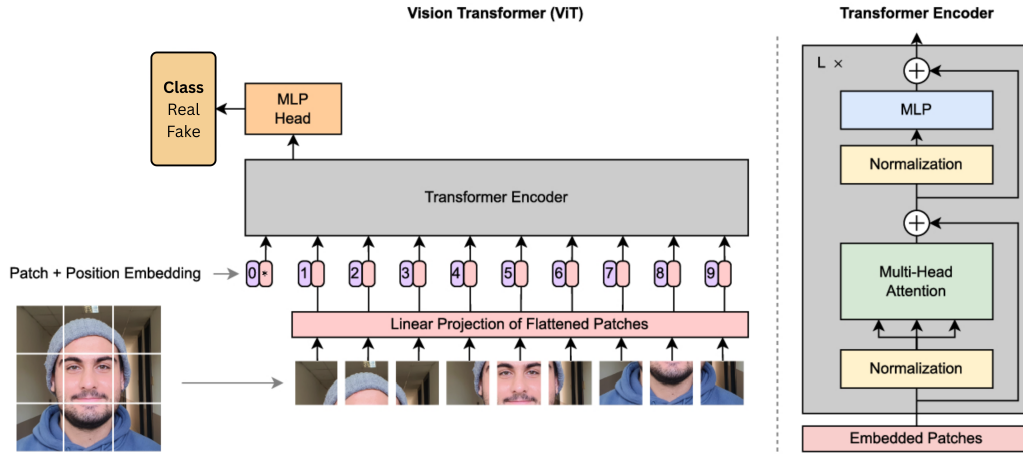 Vision Transformer (ViT)
Class
Real
Fake
MLP
Head
Transformer Encoder
Patch + Position Embedding
0 * 1 2 3 4 5 6 7 8 9
Linear Projection of Flattened Patches
Transformer Encoder
L ×
MLP
Normalization
Multi-Head
Attention
Normalization
Embedded Patches